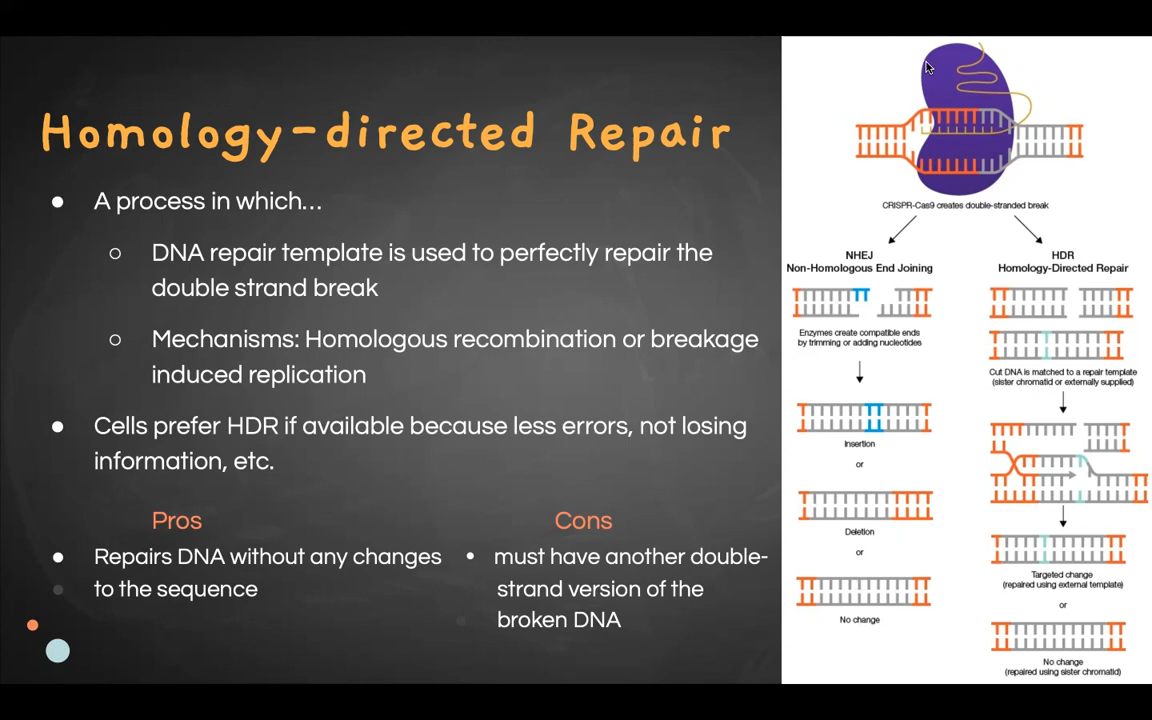 Homology-directed Repair
● A process in which...
○ DNA repair template is used to perfectly repair the
double strand break
○ Mechanisms: Homologous recombination or breakage
induced replication
● Cells prefer HDR if available because less errors, not losing
information, etc.
Pros
● Repairs DNA without any changes
to the sequence
Cons
• must have another double-
strand version of the
broken DNA
CRISPR-Cas9 creates double-stranded break
NHEJ
Non-Homologous End Joining
Enzymes create compatible ends
by trimming or adding nucleotides
Insertion
or
Deletion
or
No change
HDR
Homology-Directed Repair
Cut DNA is matched to a repair template
(sister chromatid or externally supplied)
Targeted change
(repaired using external template)
or
No change
(repaired using sister chromatid)